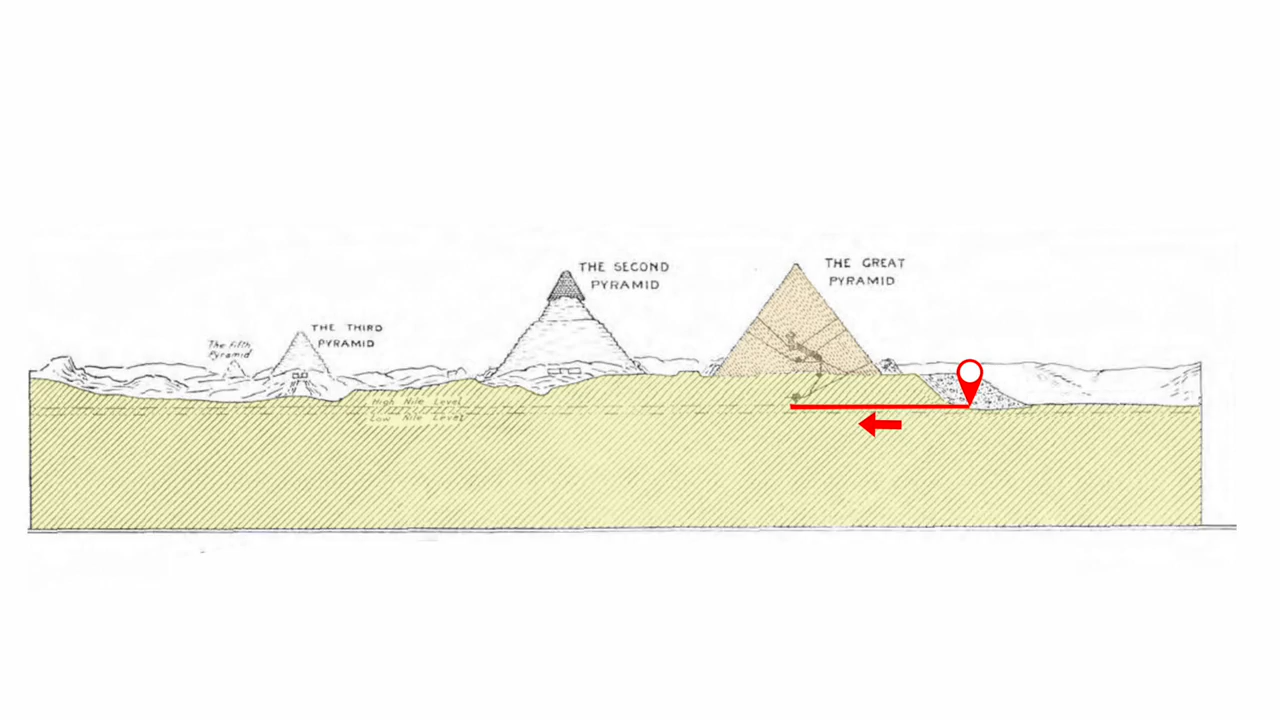 THE SECOND
PYRAMID
THE GREAT
PYRAMID
THE THIRD
PYRAMID
The fifth
Pyramid
High Nile Level
Low Nile Level